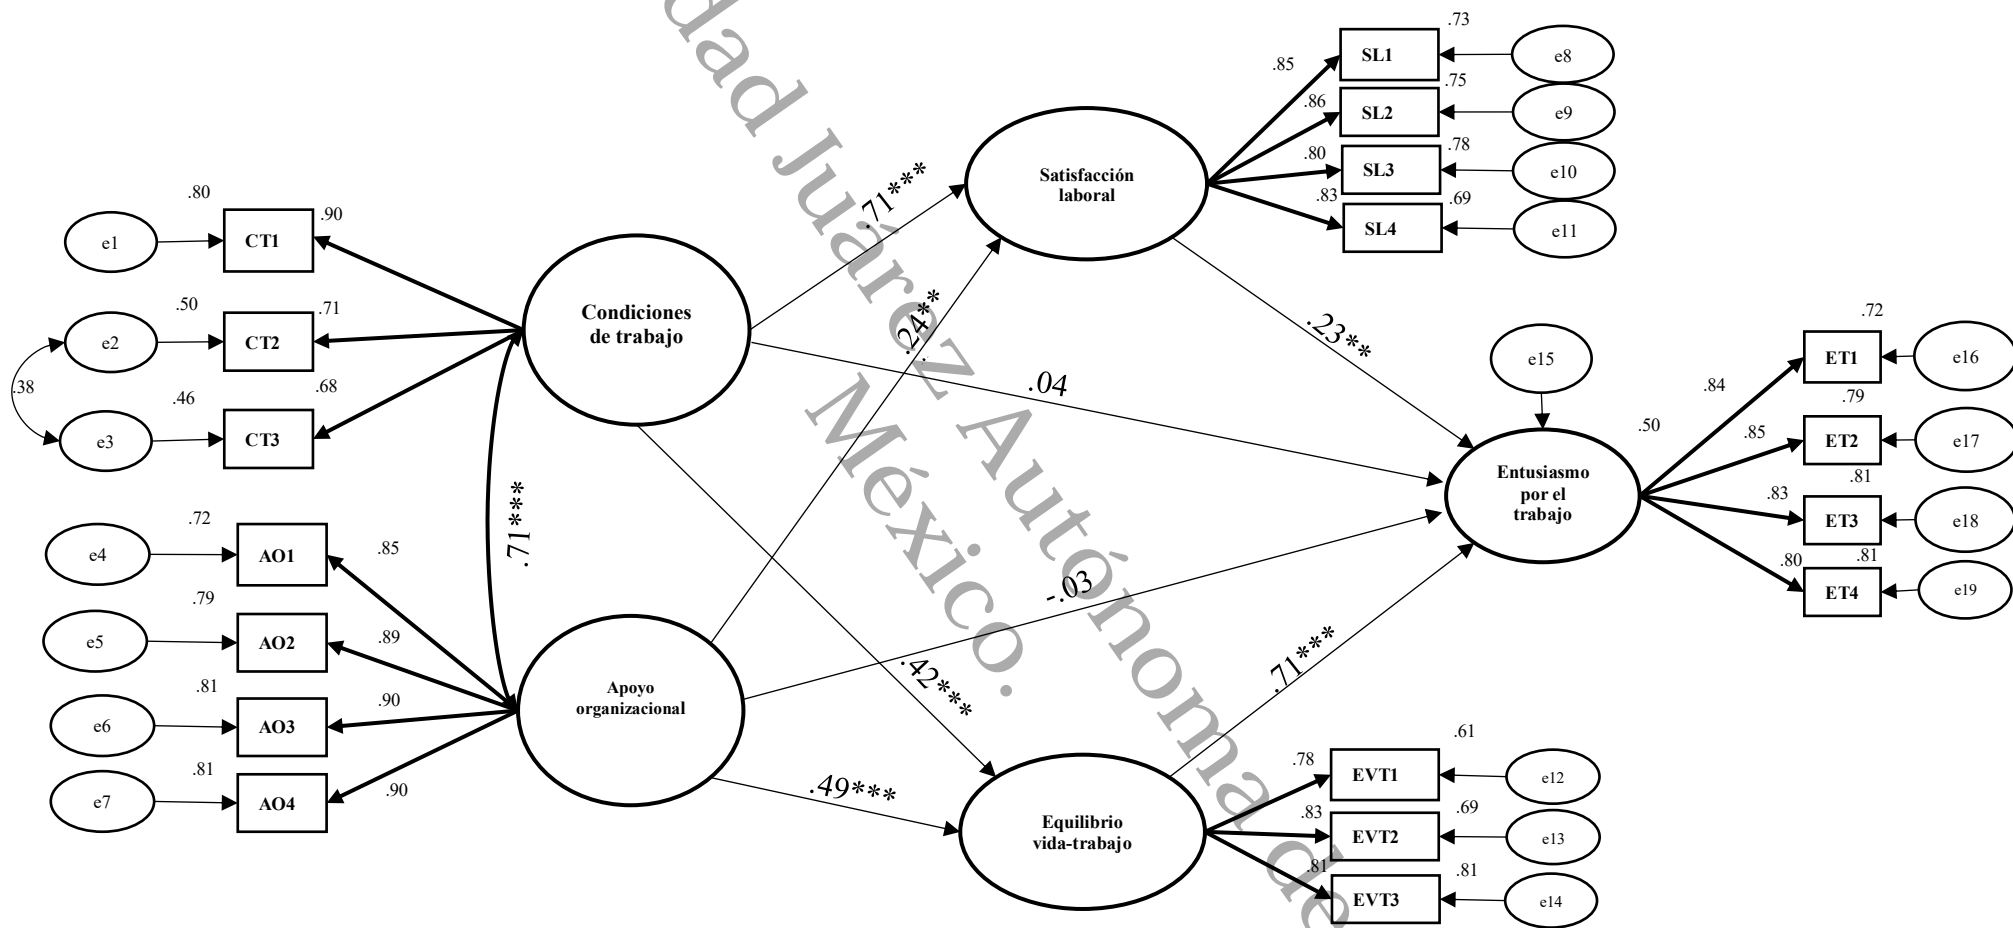 .80
.90
e1
CT1
.50
.71
e2
CT2
.38
.46
.68
e3
CT3
.72
.85
e4
AO1
.79
.89
e5
AO2
.81
.90
e6
AO3
.81
.90
e7
AO4
Condiciones
de trabajo
.71***
Apoyo
organizacional
.71***
.24**
.04
-.03
.42***
.49***
Satisfacción
laboral
.73
.85
SL1
e8
.75
.86
SL2
e9
.78
.80
SL3
e10
.83
.69
SL4
e11
.23**
.71***
e15
.50
Entusiasmo
por el
trabajo
.72
.84
ET1
e16
.79
.85
ET2
e17
.81
.83
ET3
e18
.81
.80
ET4
e19
Equilibrio
vida-trabajo
.61
.78
EVT1
e12
.69
.83
EVT2
e13
.81
.81
EVT3
e14
dad Juárez Autónoma de
México.